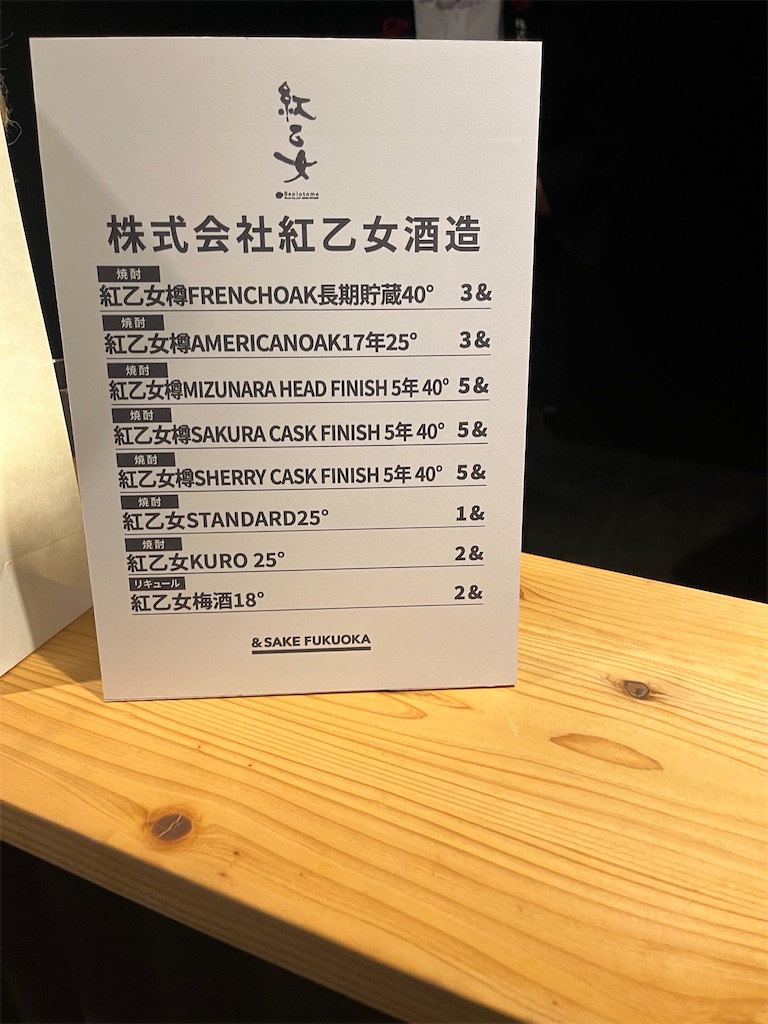 紅乙女
Beniotome
株式会社紅乙女酒造
焼酎
紅乙女樽FRENCHOAK長期貯蔵40° 3&
焼酎
紅乙女樽AMERICANOAK17年25° 3&
焼酎
紅乙女樽MIZUNARA HEAD FINISH 5年 40° 5&
焼酎
紅乙女樽SAKURA CASK FINISH 5年 40° 5&
焼酎
紅乙女樽SHERRY CASK FINISH 5年 40° 5&
焼酎
紅乙女STANDARD25° 1&
焼酎
紅乙女KURO 25° 2&
リキュール
紅乙女梅酒18° 2&
& SAKE FUKUOKA